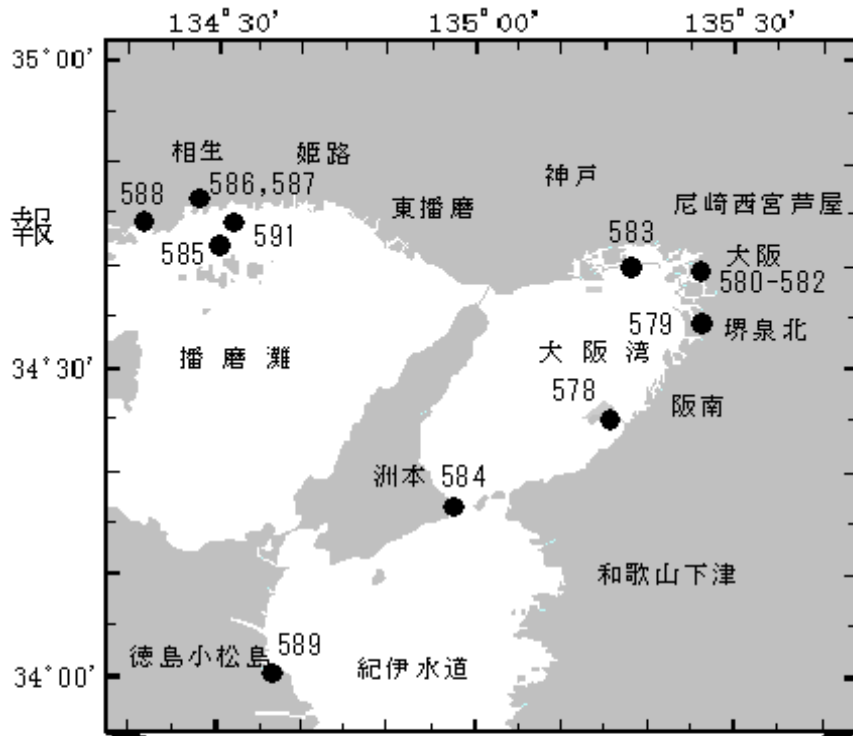 134°30' 135°00' 135°30'
35°00'
神戸
相生 姫路
586,587
588
東播磨
尼崎西宮芦屋
報
591
583
585
大阪
580-582
579
堺泉北
大阪湾
播磨灘
34°30'
578
阪南
洲本 584
和歌山下津
589
徳島小松島
紀伊水道
34°00'